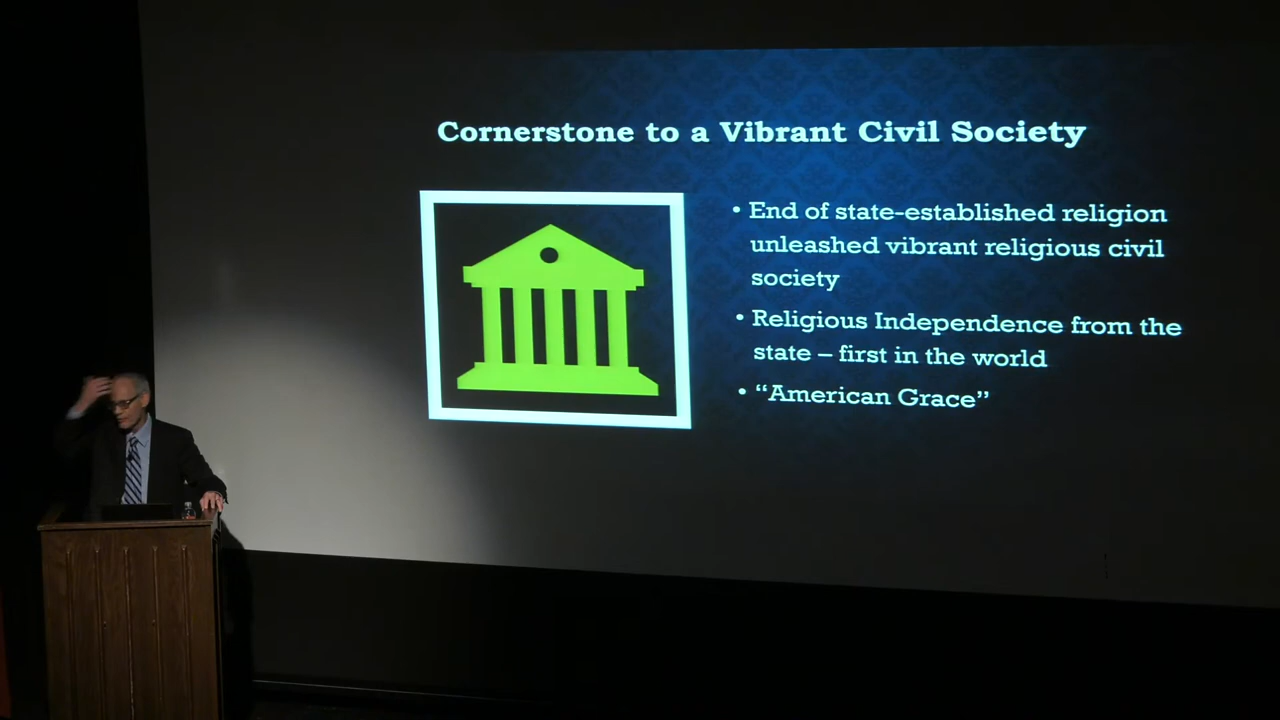 Cornerstone to a Vibrant Civil Society
• End of state-established religion
unleashed vibrant religious civil
society
• Religious Independence from the
state – first in the world
• “American Grace”